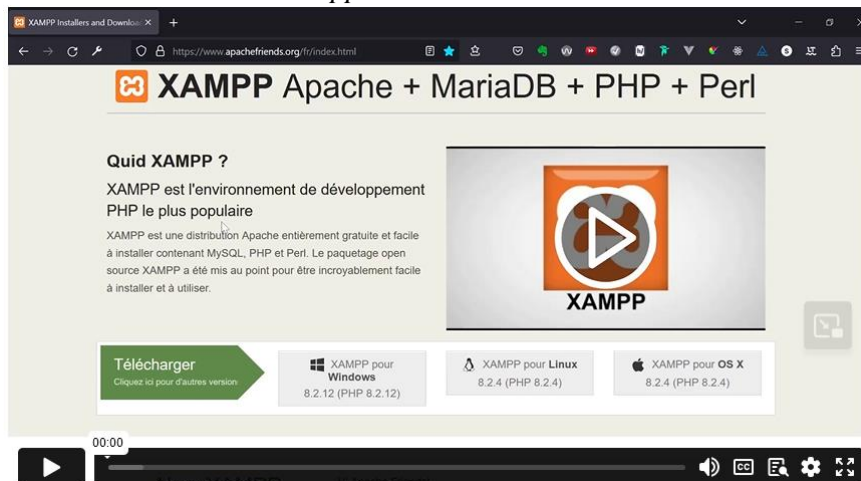 XAMPP Installers and Downloa
https://www.apachefriends.org/fr/index.html
XAMPP Apache + MariaDB + PHP + Perl
Quid XAMPP ?
XAMPP est l'environnement de développement
PHP le plus populaire
XAMPP est une distribution Apache entièrement gratuite et facile
à installer contenant MySQL, PHP et Perl. Le paquetage open
source XAMPP a été mis au point pour être incroyablement facile
à installer et à utiliser.
XAMPP
Télécharger
Cliquez ici pour d'autres version
XAMPP pour
Windows
8.2.12 (PHP 8.2.12)
XAMPP pour Linux
8.2.4 (PHP 8.2.4)
XAMPP pour OS X
8.2.4 (PHP 8.2.4)
00:00
CC